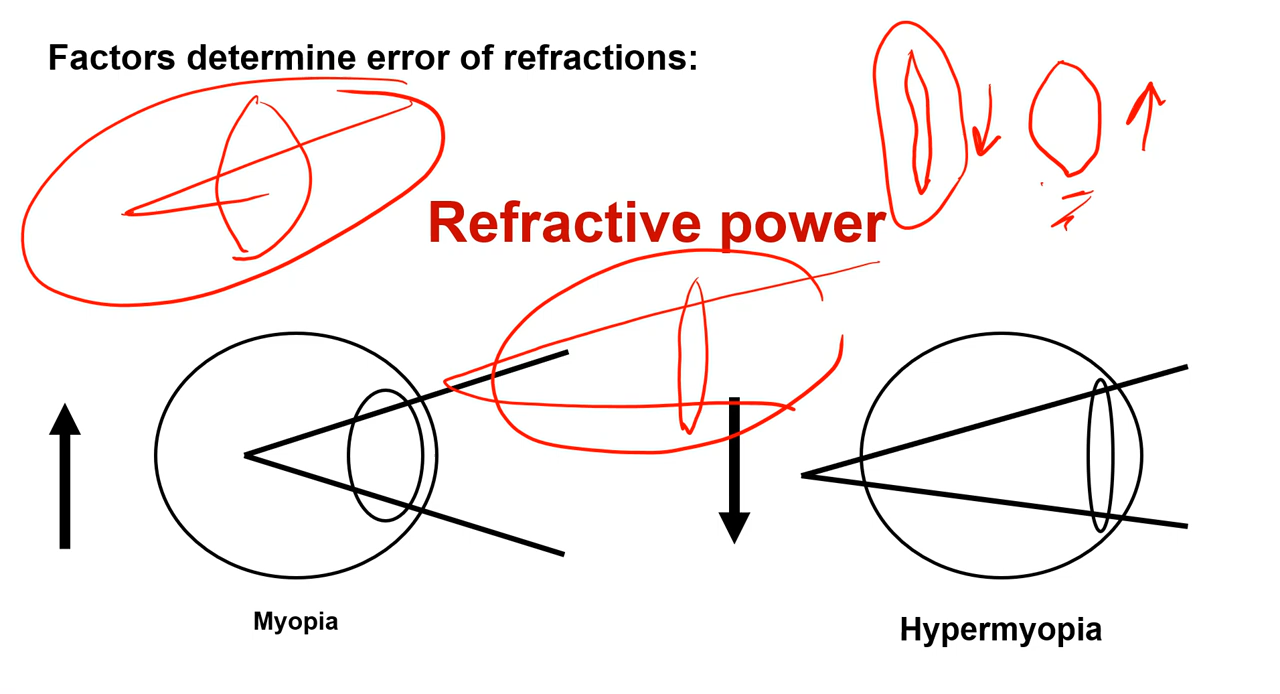 Factors determine error of refractions:
Refractive power
Myopia
Hypermyopia